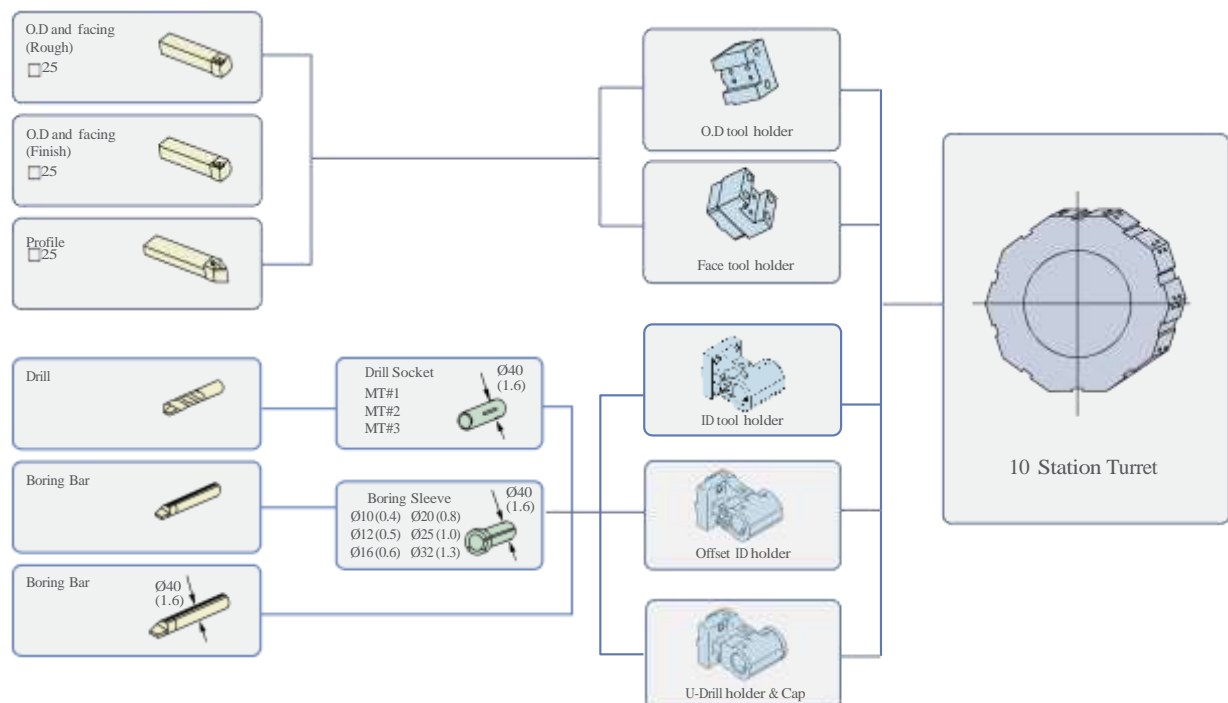 O.D and facing
(Rough)
□25
O.D and facing
(Finish)
□25
Profile
□25
Drill
Boring Bar
Boring Bar
Ø40
(1.6)
Drill Socket
MT#1
MT#2
MT#3
Ø40
(1.6)
Boring Sleeve
Ø10(0.4) Ø20(0.8)
Ø12(0.5) Ø25(1.0)
Ø16(0.6) Ø32(1.3)
Ø40
(1.6)
O.D tool holder
Face tool holder
ID tool holder
Offset ID holder
U-Drill holder & Cap
10 Station Turret